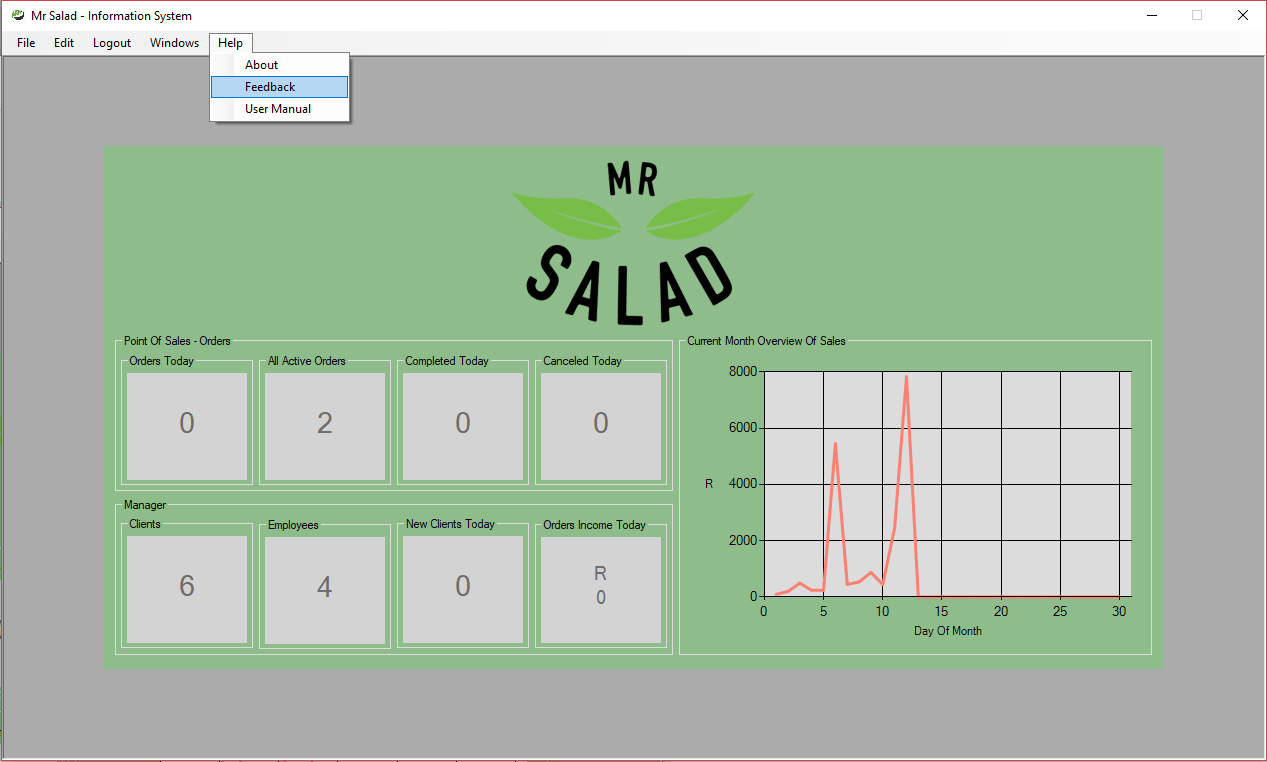 Mr Salad - Information System
File Edit Logout Windows Help
About
Feedback
User Manual
MR
SALAD
Point Of Sales - Orders
Orders Today All Active Orders Completed Today Canceled Today
0 2 0 0
Manager
Clients Employees New Clients Today Orders Income Today
6 4 0 R
0
Current Month Overview Of Sales
8000
6000
R 4000
2000
0
0 5 10 15 20 25 30
Day Of Month